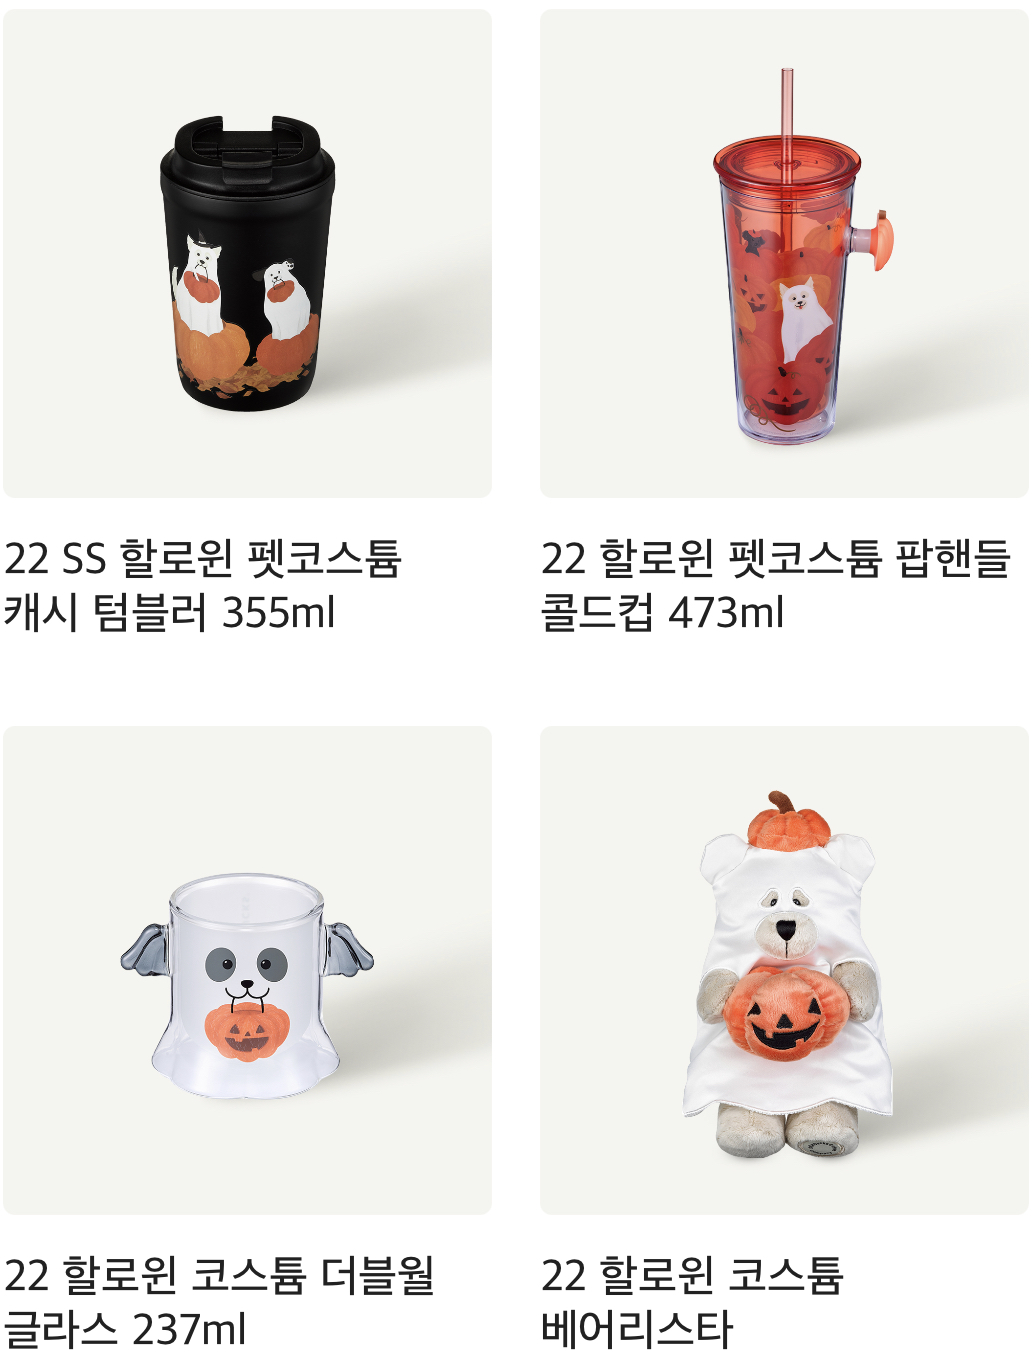 22 SS 할로윈 펫코스튬
캐시 텀블러 355ml
22 할로윈 펫코스튬 팝핸들
콜드컵 473ml
22 할로윈 코스튬 더블월
글라스 237ml
22 할로윈 코스튬
베어리스타